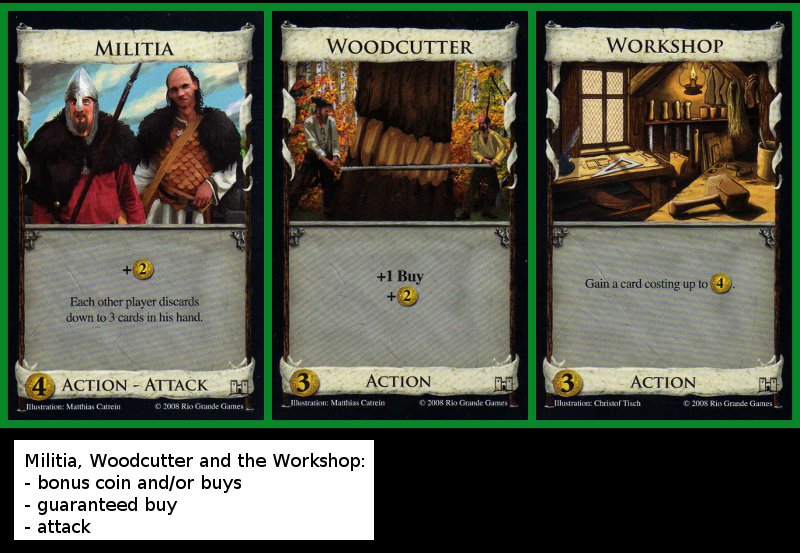 MILITIA
+2
Each other player discards
down to 3 cards in his hand.
4 ACTION - ATTACK
Illustration: Matthias Catrein © 2008 Rio Grande Games
WOODCUTTER
+1 Buy
+2
3 ACTION
Illustration: Matthias Catrein © 2008 Rio Grande Games
WORKSHOP
Gain a card costing up to 4.
3 ACTION
Illustration: Christof Tisch © 2008 Rio Grande Games
Militia, Woodcutter and the Workshop:
- bonus coin and/or buys
- guaranteed buy
- attack